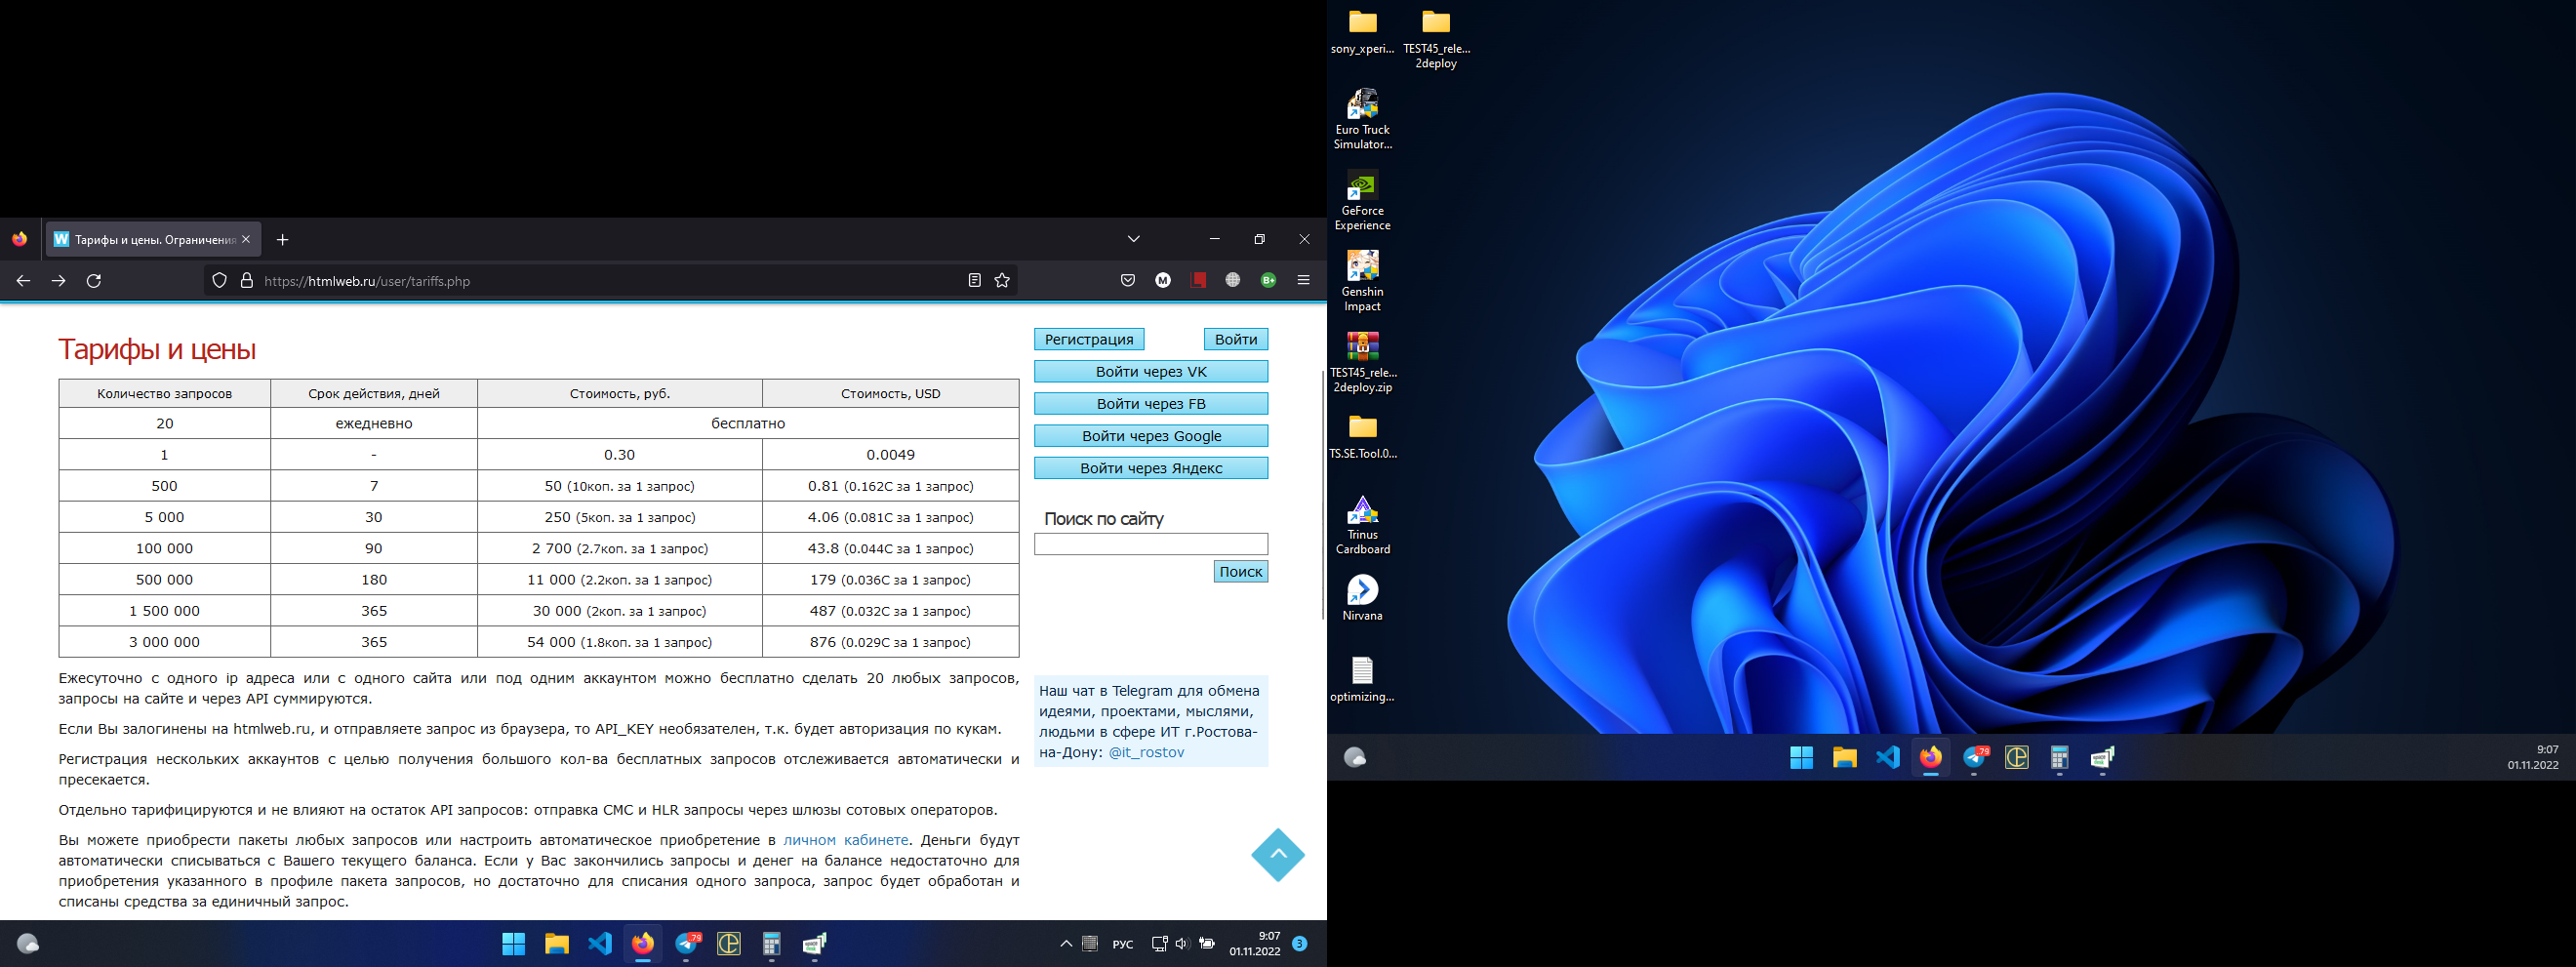 Тарифы и цены. Ограничения
https://htmlweb.ru/user/tariffs.php
Тарифы и цены
Количество запросов	Срок действия, дней	Стоимость, руб.	Стоимость, USD
20	ежедневно	бесплатно
1	-	0.30	0.0049
500	7	50 (10коп. за 1 запрос)	0.81 (0.162С за 1 запрос)
5 000	30	250 (5коп. за 1 запрос)	4.06 (0.081С за 1 запрос)
100 000	90	2 700 (2.7коп. за 1 запрос)	43.8 (0.044С за 1 запрос)
500 000	180	11 000 (2.2коп. за 1 запрос)	179 (0.036С за 1 запрос)
1 500 000	365	30 000 (2коп. за 1 запрос)	487 (0.032С за 1 запрос)
3 000 000	365	54 000 (1.8коп. за 1 запрос)	876 (0.029С за 1 запрос)
Ежесуточно с одного ip адреса или с одного сайта или под одним аккаунтом можно бесплатно сделать 20 любых запросов,
запросы на сайте и через API суммируются.
Если Вы залогинены на htmlweb.ru, и отправляете запрос из браузера, то API_KEY необязателен, т.к. будет авторизация по кукам.
Регистрация нескольких аккаунтов с целью получения большого кол-ва бесплатных запросов отслеживается автоматически и
пресекается.
Отдельно тарифицируются и не влияют на остаток API запросов: отправка СМС и HLR запросы через шлюзы сотовых операторов.
Вы можете приобрести пакеты любых запросов или настроить автоматическое приобретение в личном кабинете. Деньги будут
автоматически списываться с Вашего текущего баланса. Если у Вас закончились запросы и денег на балансе недостаточно для
приобретения указанного в профиле пакета запросов, но достаточно для списания одного запроса, запрос будет обработан и
списаны средства за единичный запрос.
Регистрация
Войти
Войти через VK
Войти через FB
Войти через Google
Войти через Яндекс
Поиск по сайту
Поиск
Наш чат в Telegram для обмена
идеями, проектами, мыслями,
людьми в сфере ИТ г.Ростова-
на-Дону: @it_rostov
79
РУС
9:07
01.11.2022
3
sony_xperi...
TEST45_rele...
2deploy
Euro Truck
Simulator...
GeForce
Experience
Genshin
Impact
TEST45_rele...
2deploy.zip
TS.SE.Tool.0...
Trinus
Cardboard
Nirvana
optimizing...
79
9:07
01.11.2022